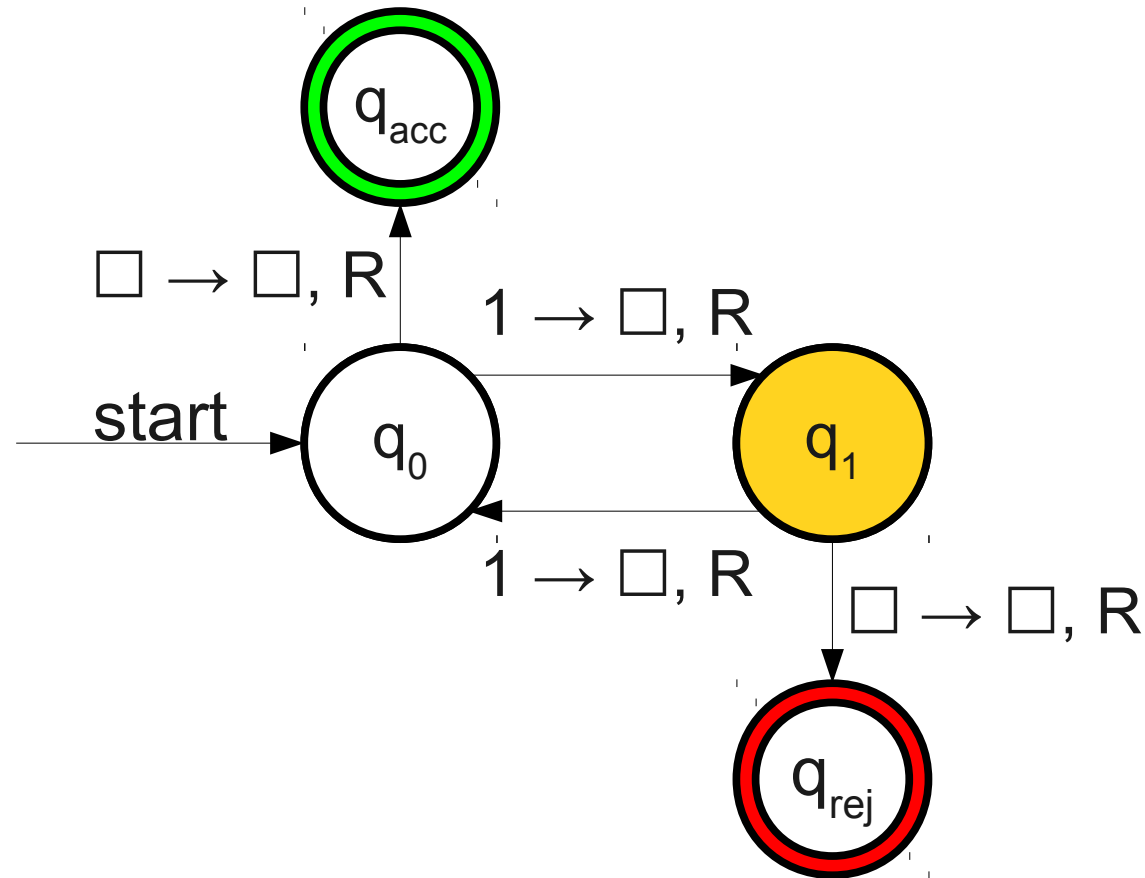 q_acc
□ → □, R
1 → □, R
start
q_0
q_1
1 → □, R
□ → □, R
q_rej